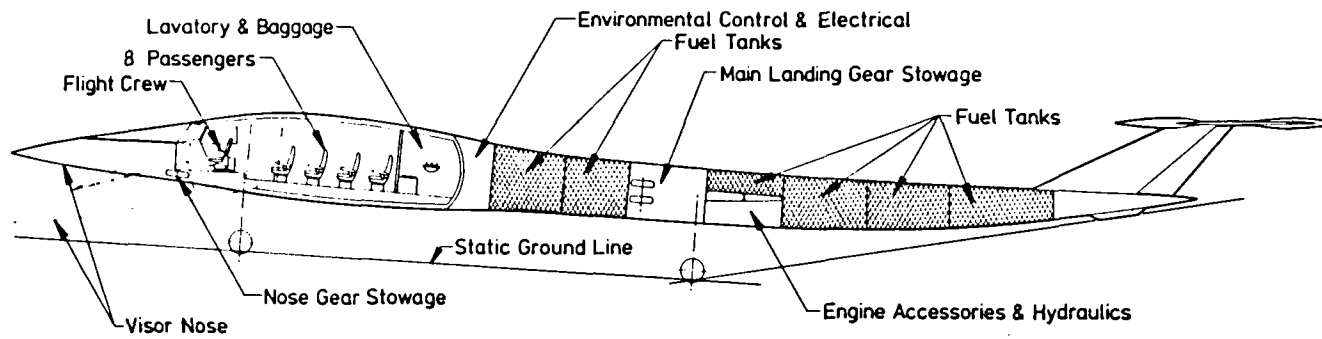 Lavatory & Baggage
Environmental Control & Electrical
8 Passengers
Fuel Tanks
Flight Crew
Main Landing Gear Stowage
Fuel Tanks
Static Ground Line
Nose Gear Stowage
Engine Accessories & Hydraulics
Visor Nose